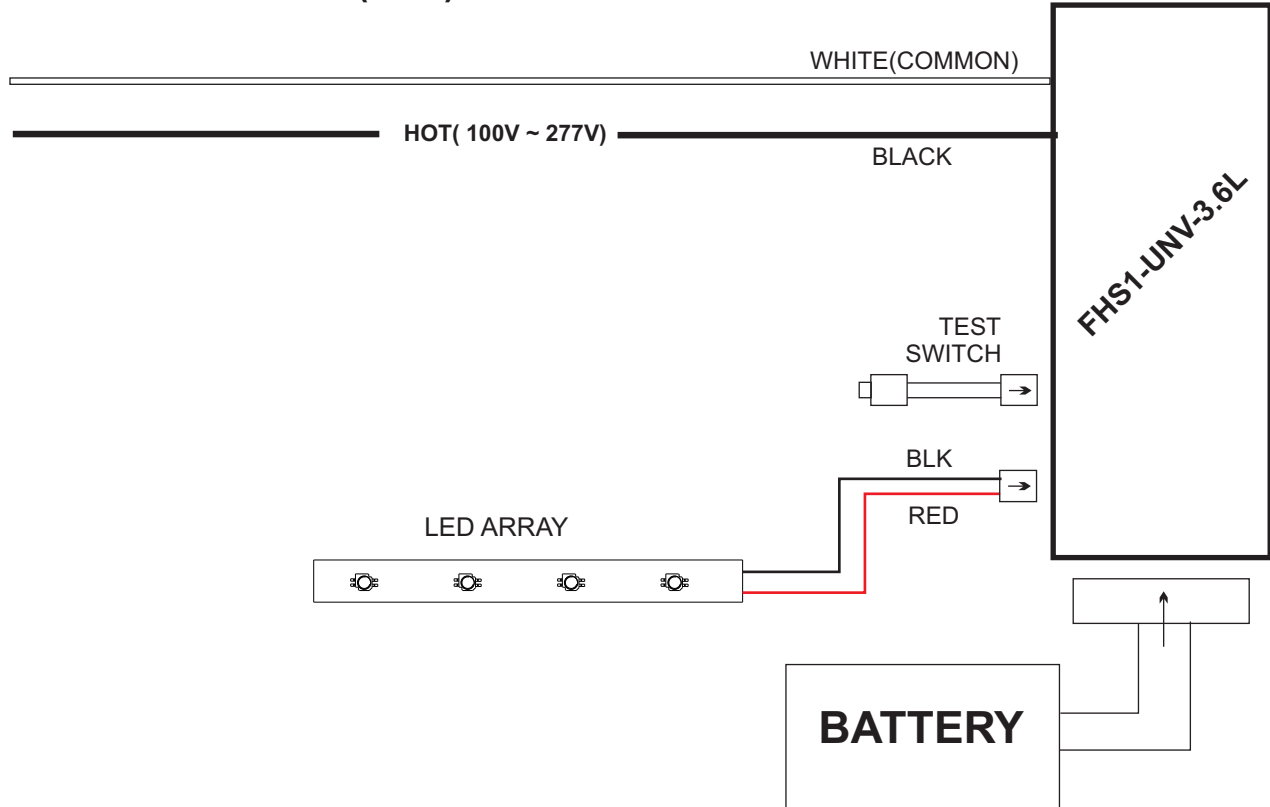 WHITE(COMMON)
HOT( 100V ~ 277V)
BLACK
FHS1-UNV-3.6L
TEST
SWITCH
BLK
RED
LED ARRAY
BATTERY